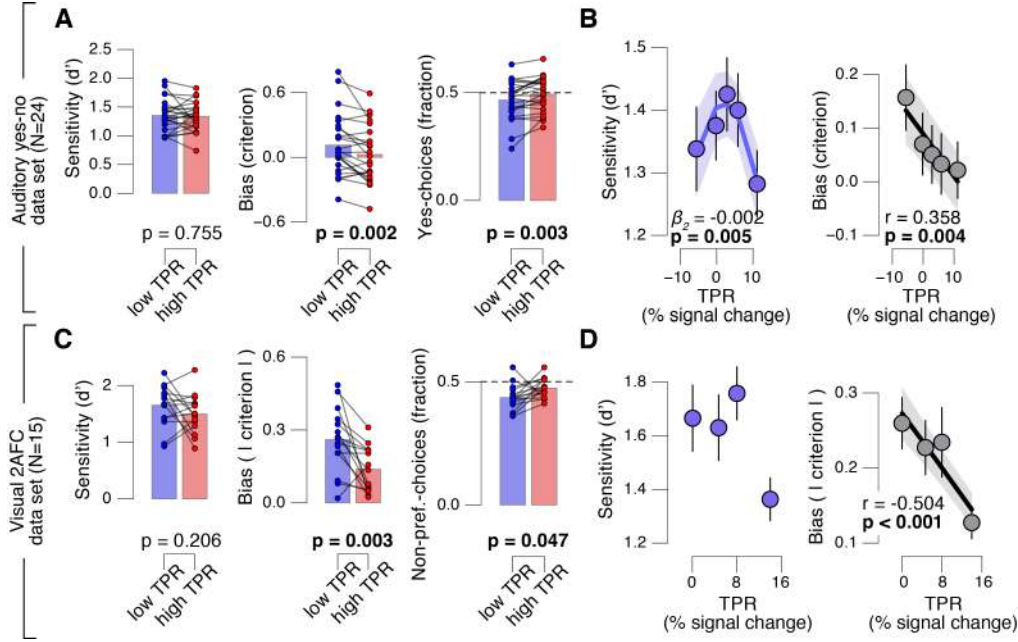 A
B
Auditory yes-no
data set (N=24)
Sensitivity (d')
2.5
2.0
1.5
1.0
0.5
0.0
p = 0.755
low TPR
high TPR
Bias (criterion)
0.6
0.0
−0.6
p = 0.002
low TPR
high TPR
Yes-choices (fraction)
0.5
0.0
p = 0.003
low TPR
high TPR
Sensitivity (d')
1.5
1.4
1.3
1.2
β2 = -0.002
p = 0.005
−10 0 10
TPR
(% signal change)
Bias (criterion)
0.2
0.1
0.0
−0.1
r = 0.358
p = 0.004
−10 0 10
TPR
(% signal change)
C
D
Visual 2AFC
data set (N=15)
Sensitivity (d')
2
1
0
p = 0.206
low TPR
high TPR
Bias ( | criterion | )
0.6
0.3
0.0
p = 0.003
low TPR
high TPR
Non-pref.-choices (fraction)
0.5
0.0
p = 0.047
low TPR
high TPR
Sensitivity (d')
1.8
1.6
1.4
1.2
0 8 16
TPR
(% signal change)
Bias ( | criterion | )
0.3
0.2
0.1
r = -0.504
p < 0.001
0 8 16
TPR
(% signal change)